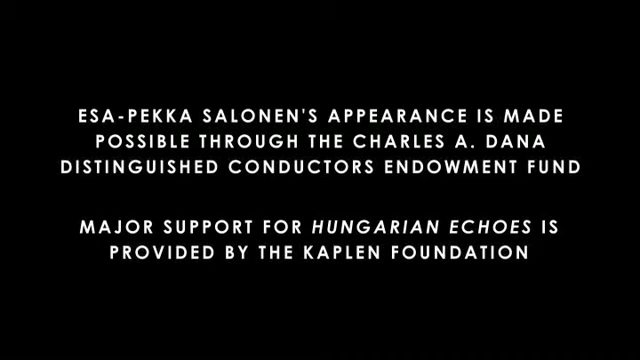 ESA-PEKKA SALONEN'S APPEARANCE IS MADE
POSSIBLE THROUGH THE CHARLES A. DANA
DISTINGUISHED CONDUCTORS ENDOWMENT FUND
MAJOR SUPPORT FOR HUNGARIAN ECHOES IS
PROVIDED BY THE KAPLEN FOUNDATION